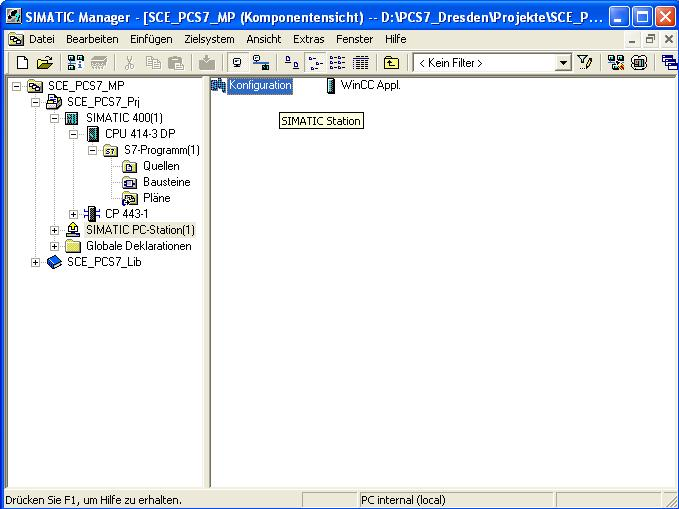 SIMATIC Manager - [SCE_PCS7_MP (Komponentensicht) -- D:\PCS7_Dresden\Projekte\SCE_P...
Datei Bearbeiten Einfügen Zielsystem Ansicht Extras Fenster Hilfe
< Kein Filter >
SCE_PCS7_MP
SCE_PCS7_Prj
SIMATIC 400(1)
CPU 414-3 DP
S7-Programm(1)
Quellen
Bausteine
Pläne
CP 443-1
SIMATIC PC-Station(1)
Globale Deklarationen
SCE_PCS7_Lib
Konfiguration WinCC Appl.
SIMATIC Station
Drücken Sie F1, um Hilfe zu erhalten. PC internal (local)